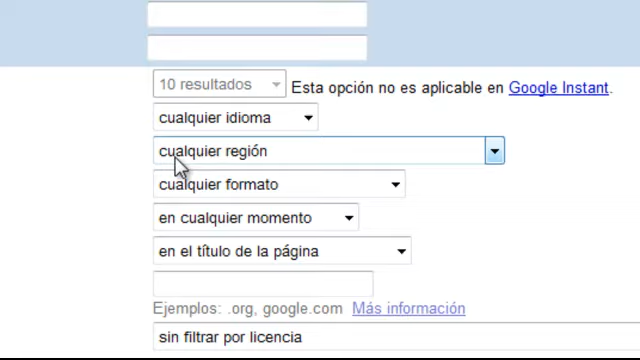 10 resultados Esta opción no es aplicable en Google Instant.
cualquier idioma
cualquier región
cualquier formato
en cualquier momento
en el título de la página
Ejemplos: .org, google.com Más información
sin filtrar por licencia